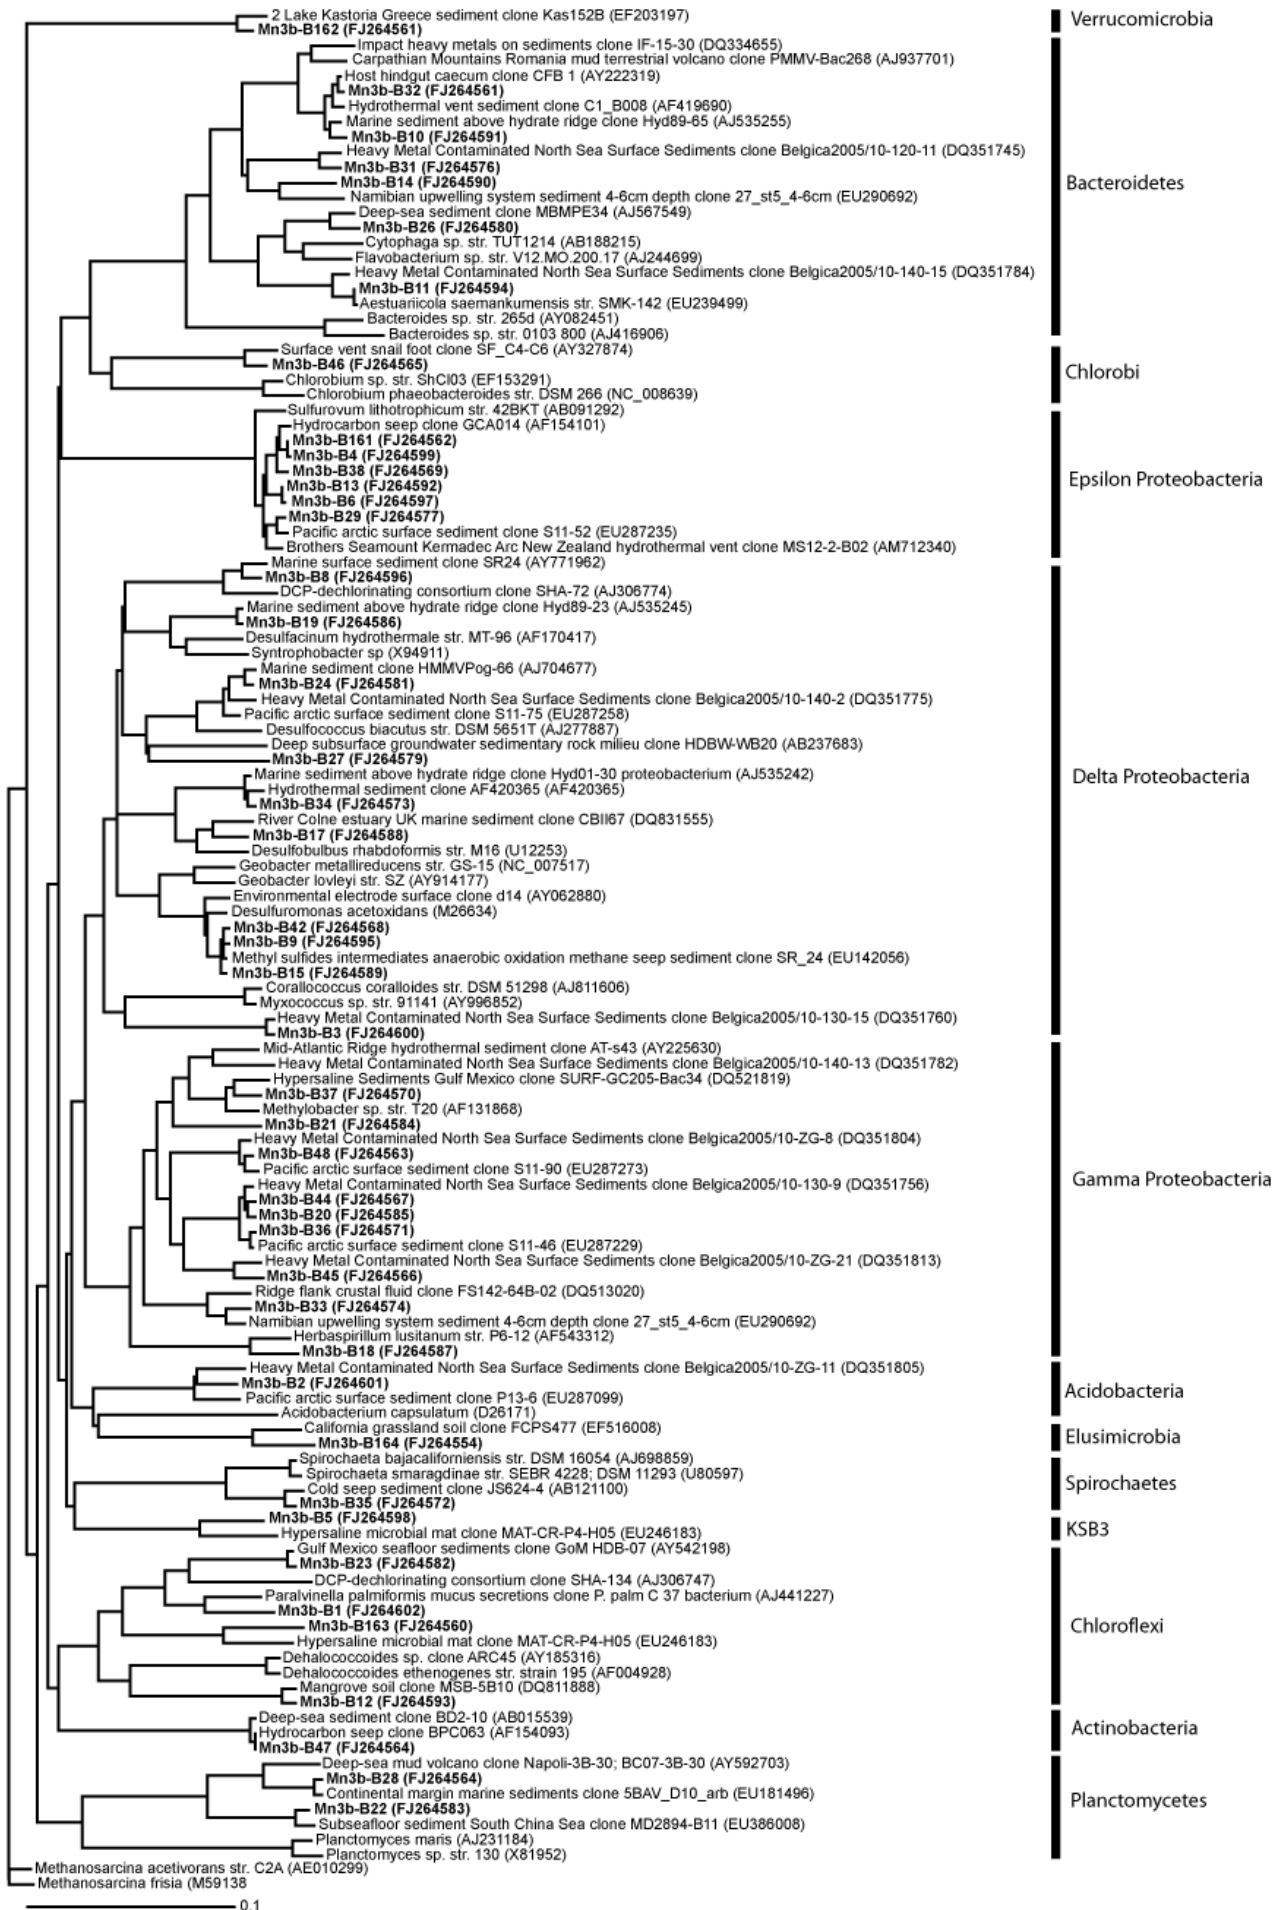 2 Lake Kastoria Greece sediment clone Kas152B (EF203197)
Mn3b-B162 (FJ264561)
Verrucomicrobia
Impact heavy metals on sediments clone IF-15-30 (DQ334655)
Carpathian Mountains Romania mud terrestrial volcano clone PMMV-Bac268 (AJ937701)
Host hindgut caecum clone CFB 1 (AY222319)
Mn3b-B32 (FJ264561)
Hydrothermal vent sediment clone C1_B008 (AF419690)
Marine sediment above hydrate ridge clone Hyd89-65 (AJ535255)
Mn3b-B10 (FJ264591)
Heavy Metal Contaminated North Sea Surface Sediments clone Belgica2005/10-120-11 (DQ351745)
Mn3b-B31 (FJ264576)
Mn3b-B14 (FJ264590)
Namibian upwelling system sediment 4-6cm depth clone 27_st5_4-6cm (EU290692)
Deep-sea sediment clone MBMPE34 (AJ567549)
Mn3b-B26 (FJ264580)
Cytophaga sp. str. TUT1214 (AB188215)
Flavobacterium sp. str. V12.MO.200.17 (AJ244699)
Heavy Metal Contaminated North Sea Surface Sediments clone Belgica2005/10-140-15 (DQ351784)
Mn3b-B11 (FJ264594)
Aestuariicola saemankumensis str. SMK-142 (EU239499)
Bacteroides sp. str. 265d (AY082451)
Bacteroides sp. str. 0103 800 (AJ416906)
Bacteroidetes
Surface vent snail foot clone SF_C4-C6 (AY327874)
Mn3b-B46 (FJ264565)
Chlorobium sp. str. ShCl03 (EF153291)
Chlorobium phaeobacteroides str. DSM 266 (NC_008639)
Chlorobi
Sulfurovum lithotrophicum str. 42BKT (AB091292)
Hydrocarbon seep clone GCA014 (AF154101)
Mn3b-B161 (FJ264562)
Mn3b-B4 (FJ264599)
Mn3b-B38 (FJ264569)
Mn3b-B13 (FJ264592)
Mn3b-B6 (FJ264597)
Mn3b-B29 (FJ264577)
Pacific arctic surface sediment clone S11-52 (EU287235)
Brothers Seamount Kermadec Arc New Zealand hydrothermal vent clone MS12-2-B02 (AM712340)
Epsilon Proteobacteria
Marine surface sediment clone SR24 (AY771962)
Mn3b-B8 (FJ264596)
DCP-dechlorinating consortium clone SHA-72 (AJ306774)
Marine sediment above hydrate ridge clone Hyd89-23 (AJ535245)
Mn3b-B19 (FJ264586)
Desulfacinum hydrothermale str. MT-96 (AF170417)
Syntrophobacter sp (X94911)
Marine sediment clone HMMVPog-66 (AJ704677)
Mn3b-B24 (FJ264581)
Heavy Metal Contaminated North Sea Surface Sediments clone Belgica2005/10-140-2 (DQ351775)
Pacific arctic surface sediment clone S11-75 (EU287258)
Desulfococcus biacutus str. DSM 5651T (AJ277887)
Deep subsurface groundwater sedimentary rock milieu clone HDBW-WB20 (AB237683)
Mn3b-B27 (FJ264579)
Marine sediment above hydrate ridge clone Hyd01-30 proteobacterium (AJ535242)
Hydrothermal sediment clone AF420365 (AF420365)
Mn3b-B34 (FJ264573)
River Colne estuary UK marine sediment clone CBII67 (DQ831555)
Mn3b-B17 (FJ264588)
Desulfobulbus rhabdoformis str. M16 (U12253)
Geobacter metallireducens str. GS-15 (NC_007517)
Geobacter lovleyi str. SZ (AY914177)
Environmental electrode surface clone d14 (AY062880)
Desulfuromonas acetoxidans (M26634)
Mn3b-B42 (FJ264568)
Mn3b-B9 (FJ264595)
Methyl sulfides intermediates anaerobic oxidation methane seep sediment clone SR_24 (EU142056)
Mn3b-B15 (FJ264589)
Corallococcus coralloides str. DSM 51298 (AJ811606)
Myxococcus sp. str. 91141 (AY996852)
Heavy Metal Contaminated North Sea Surface Sediments clone Belgica2005/10-130-15 (DQ351760)
Mn3b-B3 (FJ264600)
Delta Proteobacteria
Mid-Atlantic Ridge hydrothermal sediment clone AT-s43 (AY225630)
Heavy Metal Contaminated North Sea Surface Sediments clone Belgica2005/10-140-13 (DQ351782)
Hypersaline Sediments Gulf Mexico clone SURF-GC205-Bac34 (DQ521819)
Mn3b-B37 (FJ264570)
Methylobacter sp. str. T20 (AF131868)
Mn3b-B21 (FJ264584)
Heavy Metal Contaminated North Sea Surface Sediments clone Belgica2005/10-ZG-8 (DQ351804)
Mn3b-B48 (FJ264563)
Pacific arctic surface sediment clone S11-90 (EU287273)
Heavy Metal Contaminated North Sea Surface Sediments clone Belgica2005/10-130-9 (DQ351756)
Mn3b-B44 (FJ264567)
Mn3b-B20 (FJ264585)
Mn3b-B36 (FJ264571)
Pacific arctic surface sediment clone S11-46 (EU287229)
Heavy Metal Contaminated North Sea Surface Sediments clone Belgica2005/10-ZG-21 (DQ351813)
Mn3b-B45 (FJ264566)
Ridge flank crustal fluid clone FS142-64B-02 (DQ513020)
Mn3b-B33 (FJ264574)
Namibian upwelling system sediment 4-6cm depth clone 27_st5_4-6cm (EU290692)
Herbaspirillum lusitanum str. P6-12 (AF543312)
Mn3b-B18 (FJ264587)
Gamma Proteobacteria
Heavy Metal Contaminated North Sea Surface Sediments clone Belgica2005/10-ZG-11 (DQ351805)
Mn3b-B2 (FJ264601)
Pacific arctic surface sediment clone P13-6 (EU287099)
Acidobacterium capsulatum (D26171)
Acidobacteria
California grassland soil clone FCPS477 (EF516008)
Mn3b-B164 (FJ264554)
Elusimicrobia
Spirochaeta bajacaliforniensis str. DSM 16054 (AJ698859)
Spirochaeta smaragdinae str. SEBR 4228; DSM 11293 (U80597)
Cold seep sediment clone JS624-4 (AB121100)
Mn3b-B35 (FJ264572)
Spirochaetes
Mn3b-B5 (FJ264598)
Hypersaline microbial mat clone MAT-CR-P4-H05 (EU246183)
KSB3
Gulf Mexico seafloor sediments clone GoM HDB-07 (AY542198)
Mn3b-B23 (FJ264582)
DCP-dechlorinating consortium clone SHA-134 (AJ306747)
Paralvinella palmiformis mucus secretions clone P. palm C 37 bacterium (AJ441227)
Mn3b-B1 (FJ264602)
Mn3b-B163 (FJ264560)
Hypersaline microbial mat clone MAT-CR-P4-H05 (EU246183)
Dehalococcoides sp. clone ARC45 (AY185316)
Dehalococcoides ethenogenes str. strain 195 (AF004928)
Mangrove soil clone MSB-5B10 (DQ811888)
Mn3b-B12 (FJ264593)
Chloroflexi
Deep-sea sediment clone BD2-10 (AB015539)
Hydrocarbon seep clone BPC063 (AF154093)
Mn3b-B47 (FJ264564)
Actinobacteria
Deep-sea mud volcano clone Napoli-3B-30; BC07-3B-30 (AY592703)
Mn3b-B28 (FJ264564)
Continental margin marine sediments clone 5BAV_D10_arb (EU181496)
Mn3b-B22 (FJ264583)
Subseafloor sediment South China Sea clone MD2894-B11 (EU386008)
Planctomyces maris (AJ231184)
Planctomyces sp. str. 130 (X81952)
Planctomycetes
Methanosarcina acetivorans str. C2A (AE010299)
Methanosarcina frisia (M59138
0.1